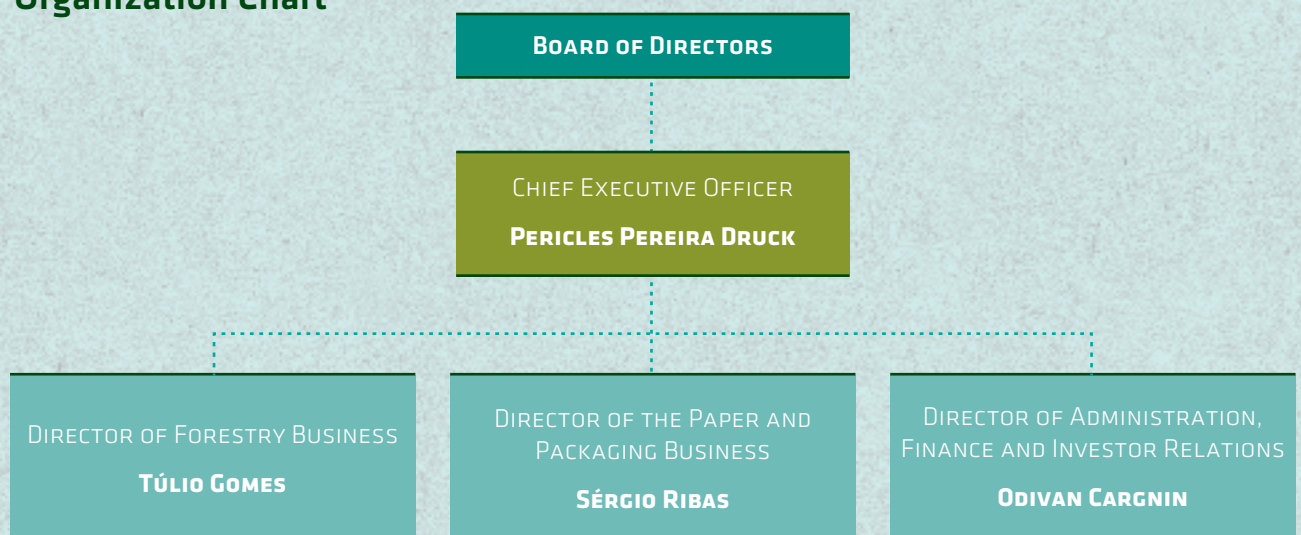 Organization Chart
Board of Directors
Chief Executive Officer
Pericles Pereira Druck
Director of Forestry Business
Túlio Gomes
Director of the Paper and
Packaging Business
Sérgio Ribas
Director of Administration,
Finance and Investor Relations
Odivan Cargnin